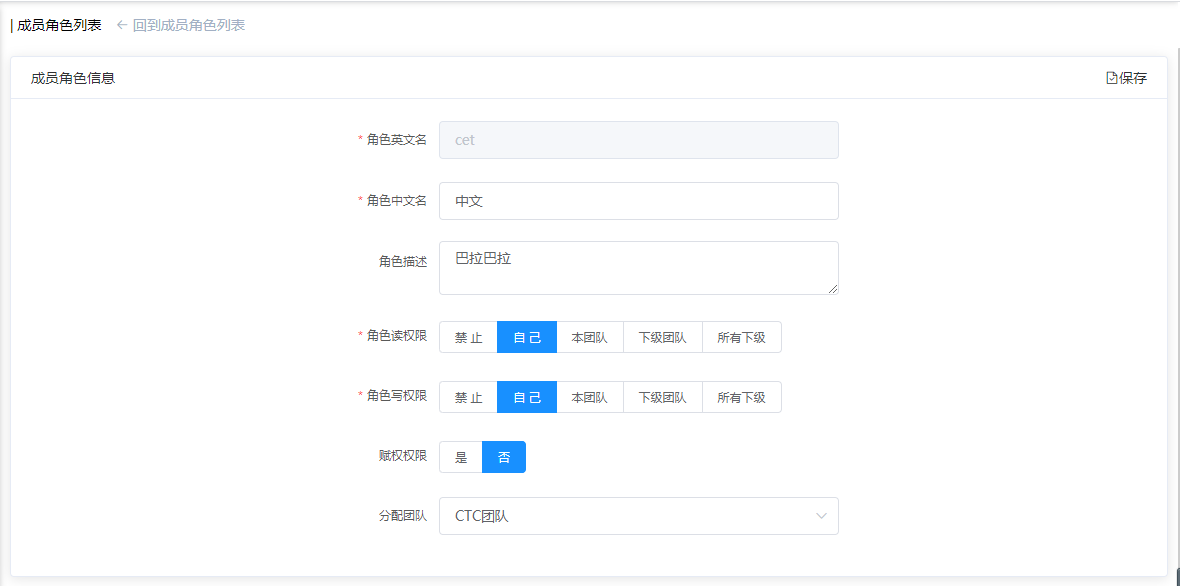 | 成员角色列表 ← 回到成员角色列表
成员角色信息 保存
* 角色英文名 cet
* 角色中文名 中文
角色描述 巴拉巴拉
* 角色读权限 禁止 自己 本团队 下级团队 所有下级
* 角色写权限 禁止 自己 本团队 下级团队 所有下级
赋权权限 是 否
分配团队 CTC团队